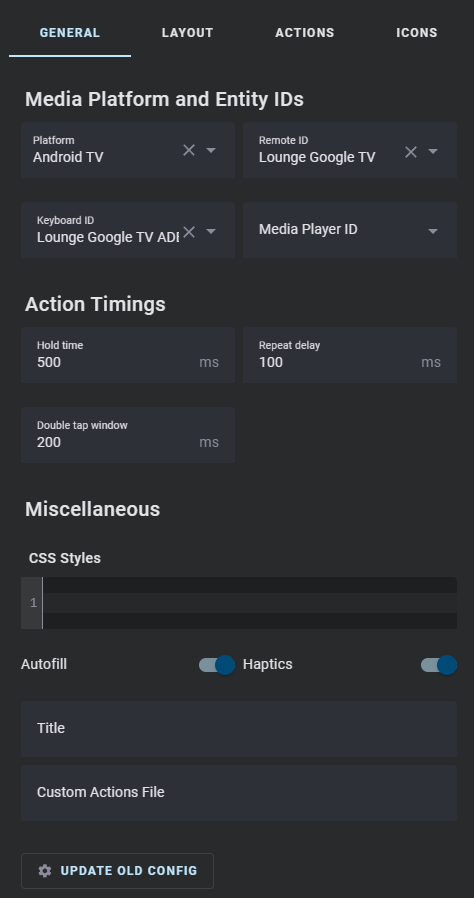 GENERAL LAYOUT ACTIONS ICONS
Media Platform and Entity IDs
Platform
Android TV
Remote ID
Lounge Google TV
Keyboard ID
Lounge Google TV ADB
Media Player ID
Action Timings
Hold time
500 ms
Repeat delay
100 ms
Double tap window
200 ms
Miscellaneous
CSS Styles
1
Autofill
Haptics
Title
Custom Actions File
UPDATE OLD CONFIG